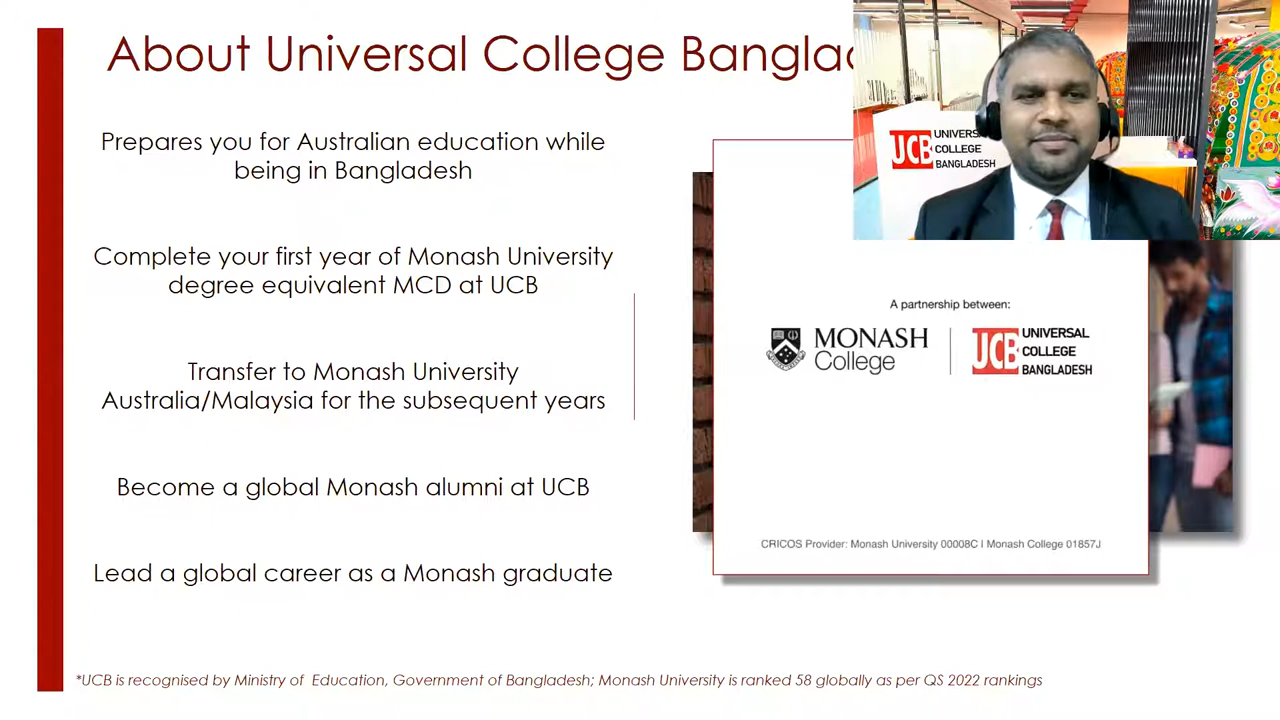 About Universal College
Prepares you for Australian education while
being in Bangladesh
Complete your first year of Monash University
degree equivalent MCD at UCB
Transfer to Monash University
Australia/Malaysia for the subsequent years
Become a global Monash alumni at UCB
Lead a global career as a Monash graduate
*UCB is recognised by Ministry of Education, Government of Bangladesh; Monash University is ranked 58 globally as per QS 2022 rankings
UCB
COLLEGE
BANGLADESH
A partnership between:
MONASH
College
UCB
UNIVERSAL
COLLEGE
BANGLADESH
CRICOS Provider: Monash University 00008C I Monash College 01857J